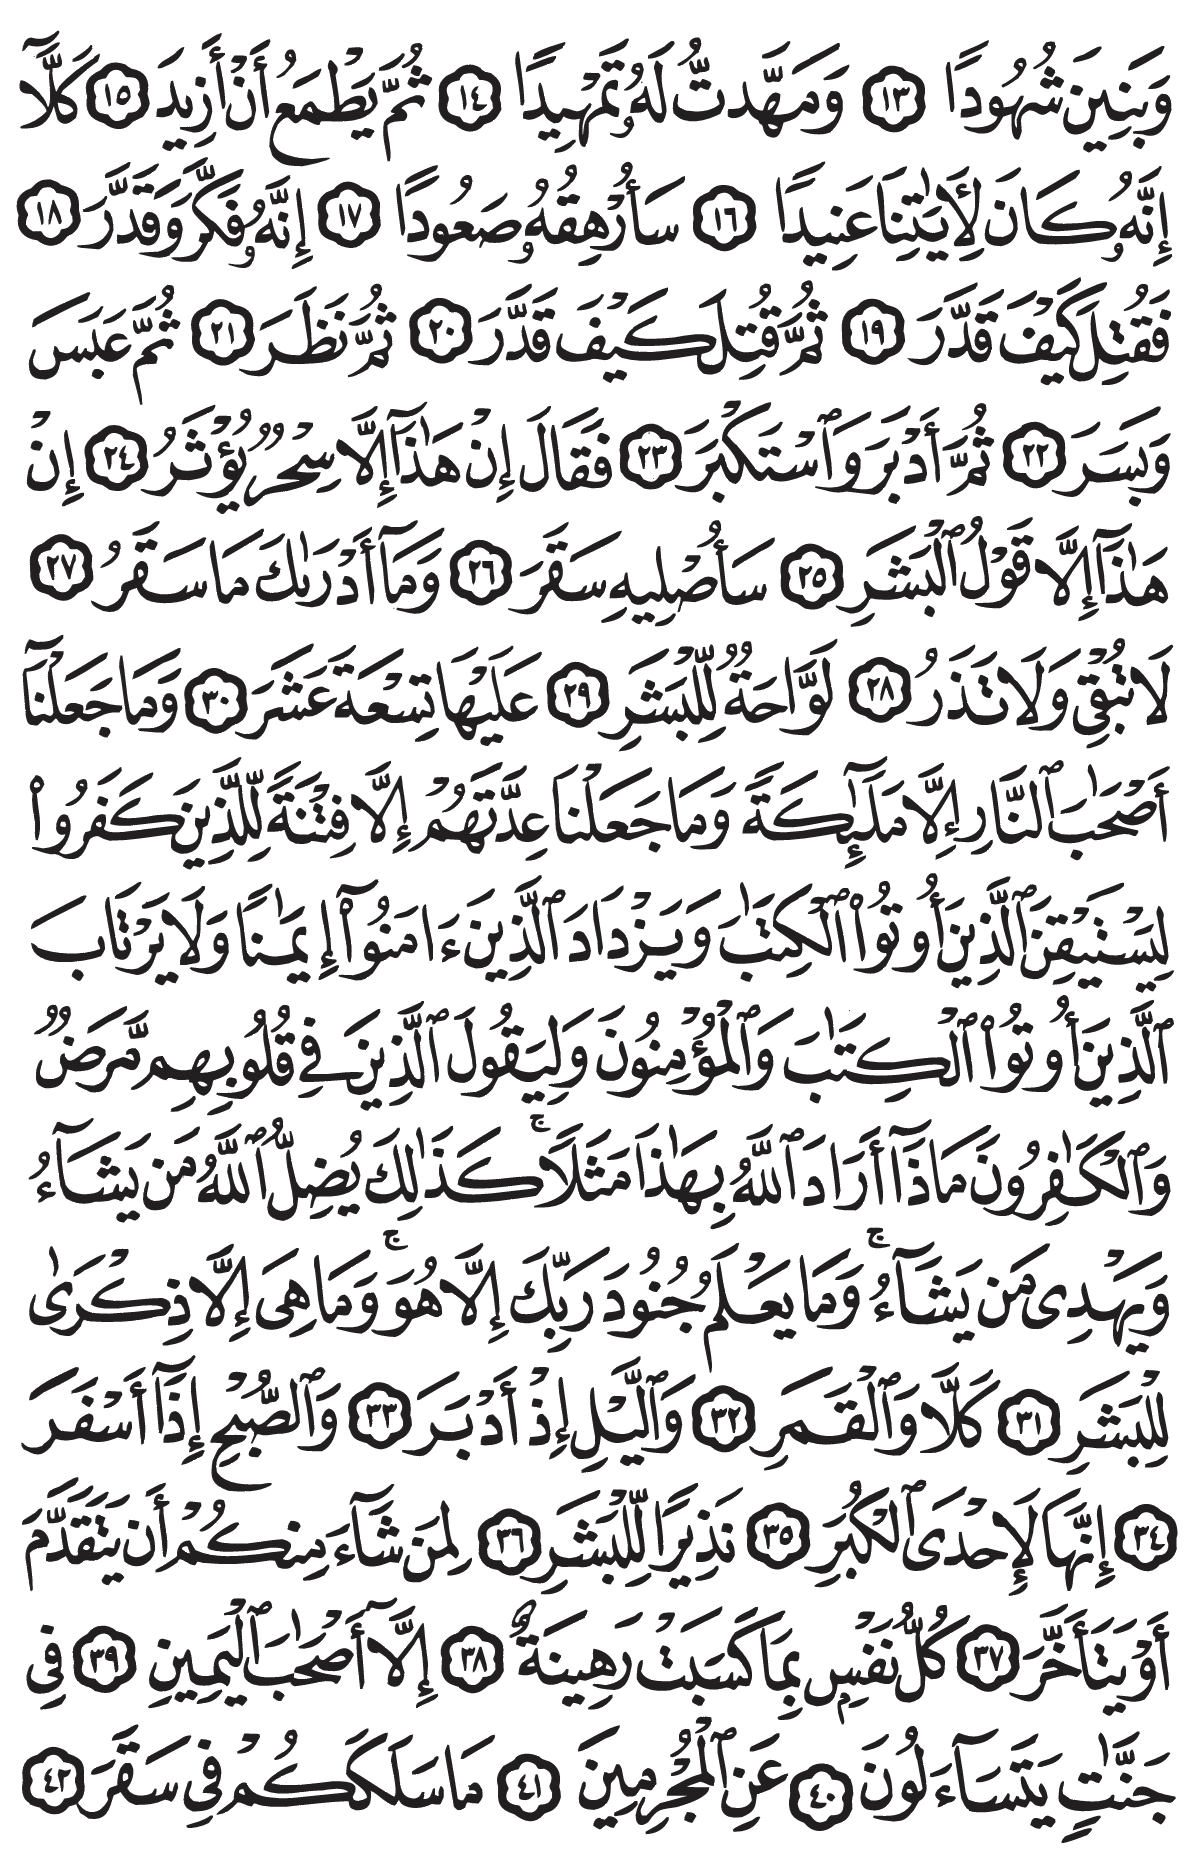 وَبَنِينَ شُهُودًا ١٣ وَمَهَّدتُّ لَهُۥ تَمْهِيدًا ١٤ ثُمَّ يَطْمَعُ أَنْ أَزِيدَ ١٥ كَلَّآ
إِنَّهُۥ كَانَ لِأَيَٰتِنَا عَنِيدًا ١٦ سَأُرْهِقُهُۥ صَعُودًا ١٧ إِنَّهُۥ فَكَّرَ وَقَدَّرَ ١٨
فَقُتِلَ كَيْفَ قَدَّرَ ١٩ ثُمَّ قُتِلَ كَيْفَ قَدَّرَ ٢٠ ثُمَّ نَظَرَ ٢١ ثُمَّ عَبَسَ
وَبَسَرَ ٢٢ ثُمَّ أَدْبَرَ وَٱسْتَكْبَرَ ٢٣ فَقَالَ إِنْ هَٰذَآ إِلَّا سِحْرٌ يُؤْثَرُ ٢٤ إِنْ
هَٰذَآ إِلَّا قَوْلُ ٱلْبَشَرِ ٢٥ سَأُصْلِيهِ سَقَرَ ٢٦ وَمَآ أَدْرَىٰكَ مَا سَقَرُ ٢٧
لَا تُبْقِى وَلَا تَذَرُ ٢٨ لَوَّاحَةٌ لِّلْبَشَرِ ٢٩ عَلَيْهَا تِسْعَةَ عَشَرَ ٣٠ وَمَا جَعَلْنَآ
أَصْحَٰبَ ٱلنَّارِ إِلَّا مَلَٰٓئِكَةً وَمَا جَعَلْنَا عِدَّتَهُمْ إِلَّا فِتْنَةً لِّلَّذِينَ كَفَرُوا۟
لِيَسْتَيْقِنَ ٱلَّذِينَ أُوتُوا۟ ٱلْكِتَٰبَ وَيَزْدَادَ ٱلَّذِينَ ءَامَنُوٓا۟ إِيمَٰنًا وَلَا يَرْتَابَ
ٱلَّذِينَ أُوتُوا۟ ٱلْكِتَٰبَ وَٱلْمُؤْمِنُونَ وَلِيَقُولَ ٱلَّذِينَ فِى قُلُوبِهِم مَّرَضٌ
وَٱلْكَٰفِرُونَ مَاذَآ أَرَادَ ٱللَّهُ بِهَٰذَا مَثَلًا ۚ كَذَٰلِكَ يُضِلُّ ٱللَّهُ مَن يَشَآءُ
وَيَهْدِى مَن يَشَآءُ ۚ وَمَا يَعْلَمُ جُنُودَ رَبِّكَ إِلَّا هُوَ ۚ وَمَا هِىَ إِلَّا ذِكْرَىٰ
لِلْبَشَرِ ٣١ كَلَّا وَٱلْقَمَرِ ٣٢ وَٱلَّيْلِ إِذْ أَدْبَرَ ٣٣ وَٱلصُّبْحِ إِذَآ أَسْفَرَ
٣٤ إِنَّهَا لَإِحْدَى ٱلْكُبَرِ ٣٥ نَذِيرًا لِّلْبَشَرِ ٣٦ لِمَن شَآءَ مِنكُمْ أَن يَتَقَدَّمَ
أَوْ يَتَأَخَّرَ ٣٧ كُلُّ نَفْسٍۭ بِمَا كَسَبَتْ رَهِينَةٌ ٣٨ إِلَّآ أَصْحَٰبَ ٱلْيَمِينِ ٣٩ فِى
جَنَّٰتٍ يَتَسَآءَلُونَ ٤٠ عَنِ ٱلْمُجْرِمِينَ ٤١ مَا سَلَكَكُمْ فِى سَقَرَ ٤٢